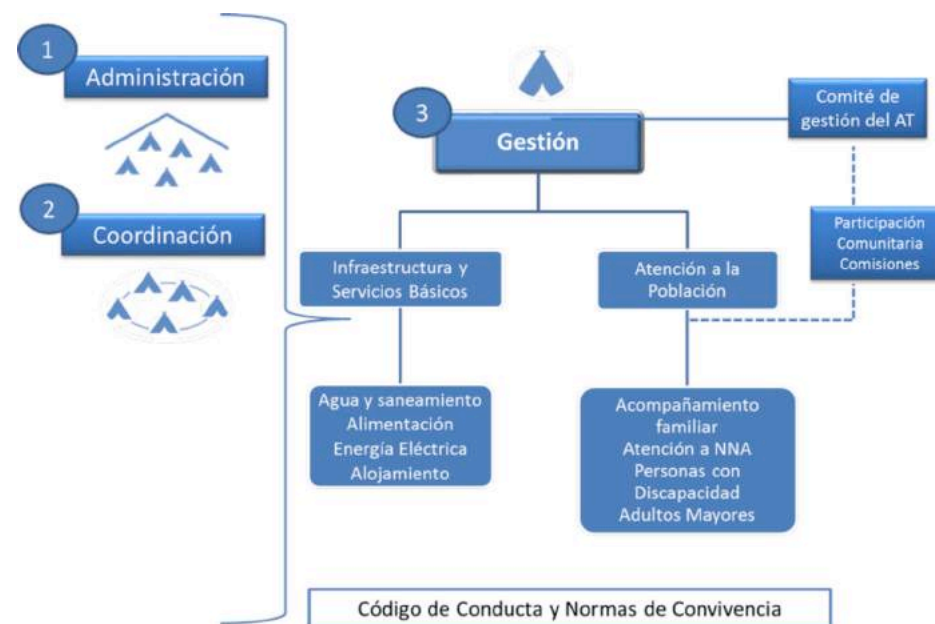 1
Administración
2
Coordinación
3
Gestión
Comité de
gestión del AT
Participación
Comunitaria
Comisiones
Infraestructura y
Servicios Básicos
Atención a la
Población
Agua y saneamiento
Alimentación
Energía Eléctrica
Alojamiento
Acompañamiento
familiar
Atención a NNA
Personas con
Discapacidad
Adultos Mayores
Código de Conducta y Normas de Convivencia